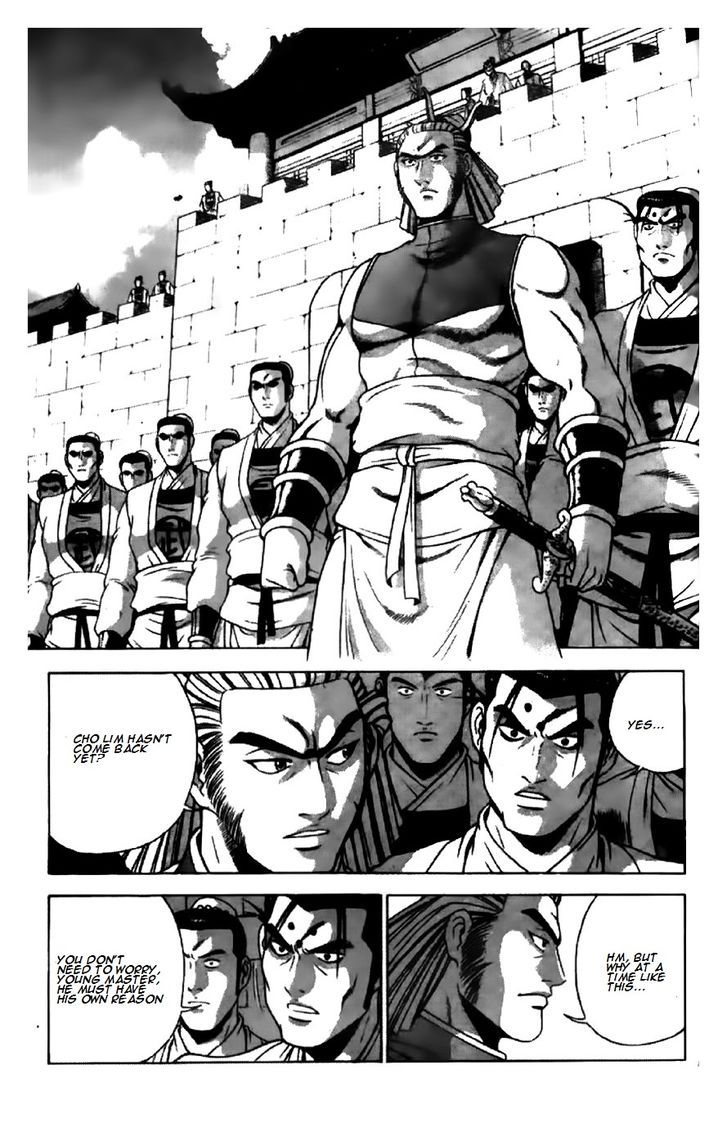 CHO LIM HASN'T
COME BACK
YET?
YES...
YOU DON'T
NEED TO WORRY,
YOUNG MASTER,
HE MUST HAVE
HIS OWN REASON
HM, BUT
WHY AT A
TIME LIKE
THIS...